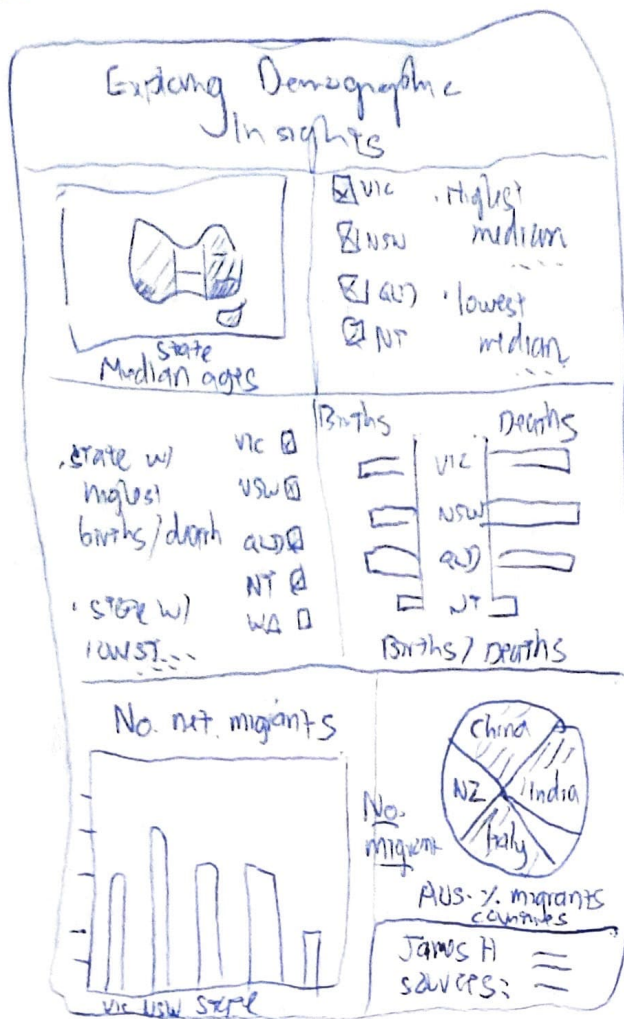 Exploring Demographic
Insights
State
Median ages
VIC
NSW
QLD
NT
. Highest
median
. lowest
median
. state w/
highest
births/death
. state w/
lowest
VIC
NSW
QLD
NT
WA
Births
Deaths
VIC
NSW
QLD
NT
Births/Deaths
No. net migrants
VIC NSW State
No.
migrant
China
NZ
India
Italy
AUS. % migrants
countries
James H
sources: